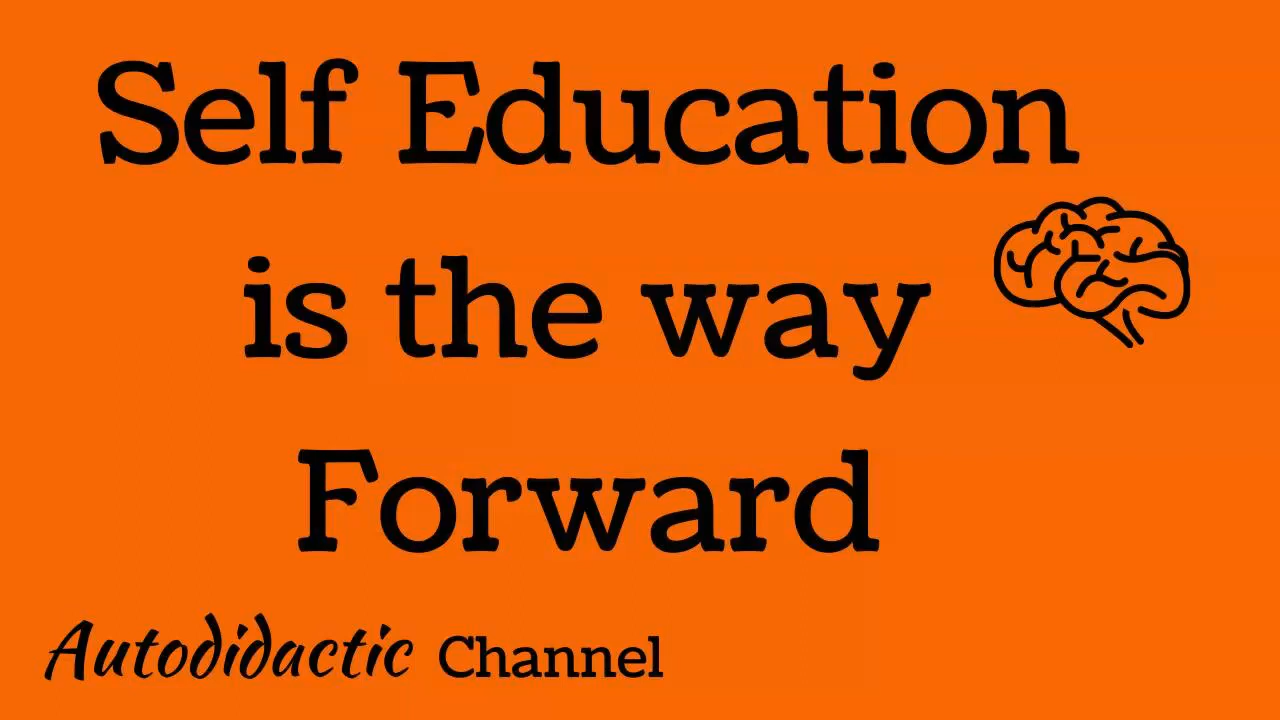 Self Education
is the way
Forward
Autodidactic Channel